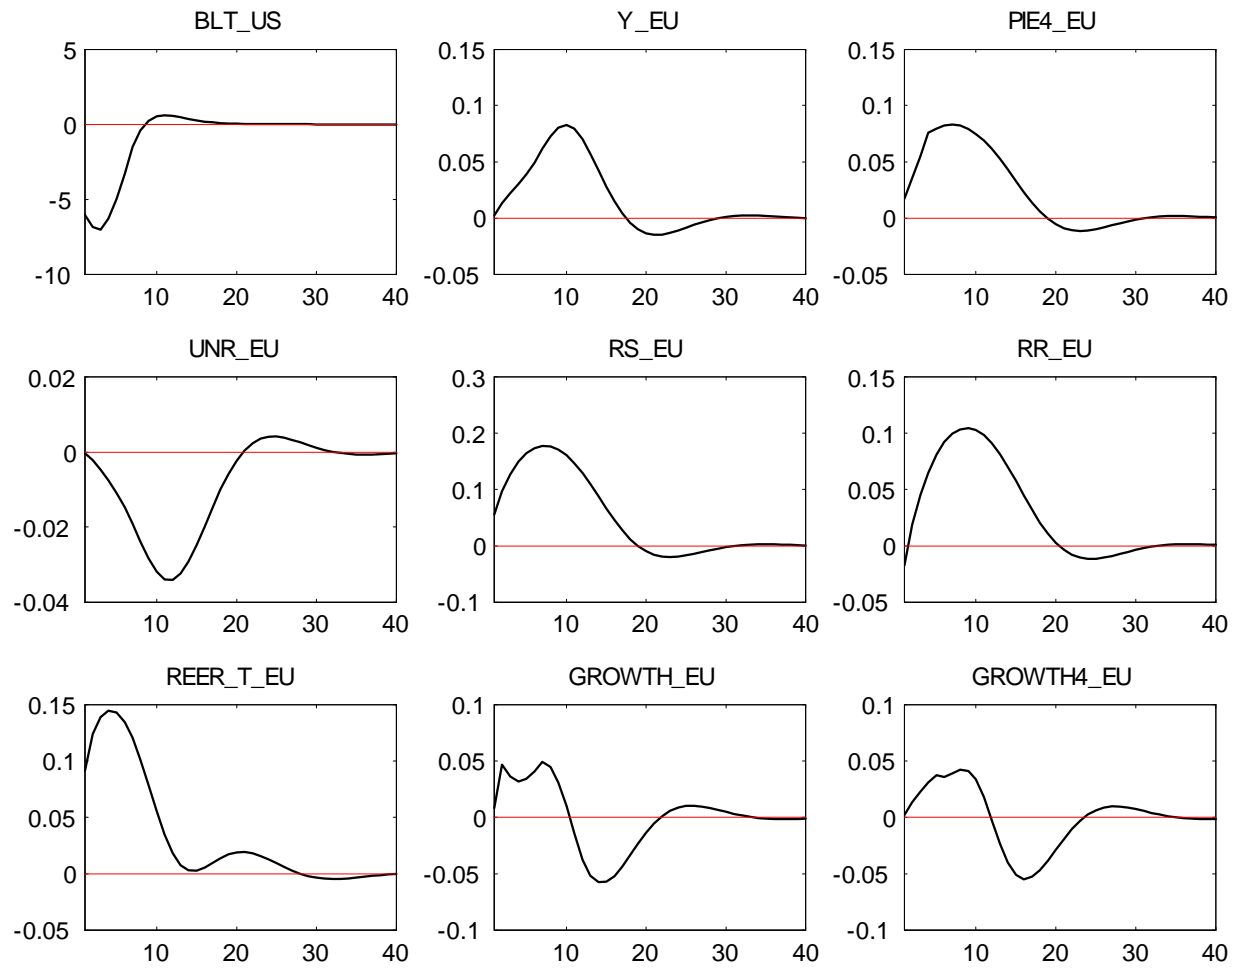 BLT_US Y_EU PIE4_EU
5 0.15 0.15
0 0.1 0.1
0.05 0.05
-5 0 0
-10 -0.05 -0.05
10 20 30 40 10 20 30 40 10 20 30 40
UNR_EU RS_EU RR_EU
0.02 0.3 0.15
0 0.2 0.1
0.1 0.05
-0.02 0 0
-0.04 -0.1 -0.05
10 20 30 40 10 20 30 40 10 20 30 40
REER_T_EU GROWTH_EU GROWTH4_EU
0.15 0.1 0.1
0.1 0.05 0.05
0.05 0 0
0 -0.05 -0.05
-0.05 -0.1 -0.1
10 20 30 40 10 20 30 40 10 20 30 40